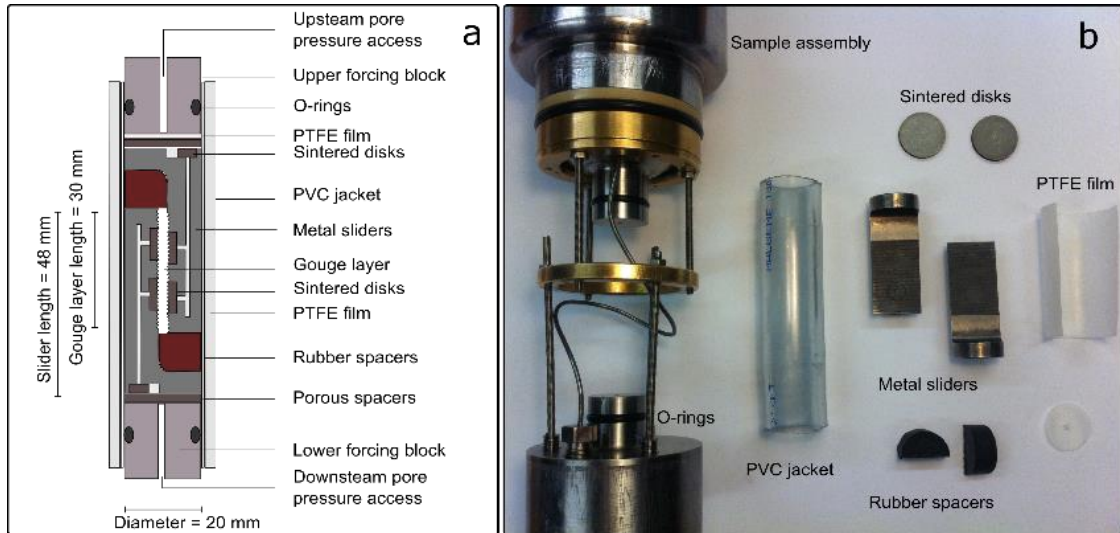 a
Upsteam pore
pressure access
Upper forcing block
O-rings
PTFE film
Sintered disks
PVC jacket
Metal sliders
Gouge layer
Sintered disks
PTFE film
Rubber spacers
Porous spacers
Lower forcing block
Downsteam pore
pressure access
Slider length = 48 mm
Gouge layer length = 30 mm
Diameter = 20 mm
b
Sample assembly
Sintered disks
PTFE film
Metal sliders
O-rings
PVC jacket
Rubber spacers